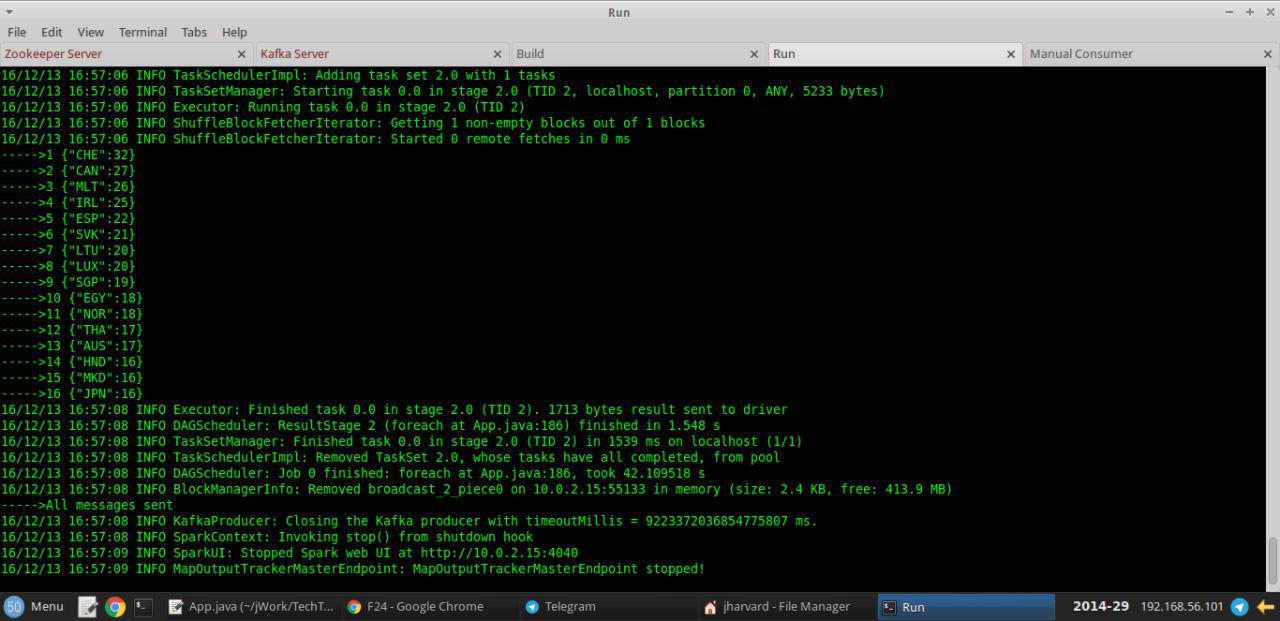 Run
File Edit View Terminal Tabs Help
Zookeeper Server Kafka Server Build Run Manual Consumer
16/12/13 16:57:06 INFO TaskSchedulerImpl: Adding task set 2.0 with 1 tasks
16/12/13 16:57:06 INFO TaskSetManager: Starting task 0.0 in stage 2.0 (TID 2, localhost, partition 0, ANY, 5233 bytes)
16/12/13 16:57:06 INFO Executor: Running task 0.0 in stage 2.0 (TID 2)
16/12/13 16:57:06 INFO ShuffleBlockFetcherIterator: Getting 1 non-empty blocks out of 1 blocks
16/12/13 16:57:06 INFO ShuffleBlockFetcherIterator: Started 0 remote fetches in 0 ms
----->1 {"CHE":32}
----->2 {"CAN":27}
----->3 {"MLT":26}
----->4 {"IRL":25}
----->5 {"ESP":22}
----->6 {"SVK":21}
----->7 {"LTU":20}
----->8 {"LUX":20}
----->9 {"SGP":19}
----->10 {"EGY":18}
----->11 {"NOR":18}
----->12 {"THA":17}
----->13 {"AUS":17}
----->14 {"HND":16}
----->15 {"MKD":16}
----->16 {"JPN":16}
16/12/13 16:57:08 INFO Executor: Finished task 0.0 in stage 2.0 (TID 2). 1713 bytes result sent to driver
16/12/13 16:57:08 INFO DAGScheduler: ResultStage 2 (foreach at App.java:186) finished in 1.548 s
16/12/13 16:57:08 INFO TaskSetManager: Finished task 0.0 in stage 2.0 (TID 2) in 1539 ms on localhost (1/1)
16/12/13 16:57:08 INFO TaskSchedulerImpl: Removed TaskSet 2.0, whose tasks have all completed, from pool
16/12/13 16:57:08 INFO DAGScheduler: Job 0 finished: foreach at App.java:186, took 42.109518 s
16/12/13 16:57:08 INFO BlockManagerInfo: Removed broadcast_2_piece0 on 10.0.2.15:55133 in memory (size: 2.4 KB, free: 413.9 MB)
----->All messages sent
16/12/13 16:57:08 INFO KafkaProducer: Closing the Kafka producer with timeoutMillis = 9223372036854775807 ms.
16/12/13 16:57:08 INFO SparkContext: Invoking stop() from shutdown hook
16/12/13 16:57:09 INFO SparkUI: Stopped Spark web UI at http://10.0.2.15:4040
16/12/13 16:57:09 INFO MapOutputTrackerMasterEndpoint: MapOutputTrackerMasterEndpoint stopped!
50 Menu App.java (~/jWork/TechT... F24 - Google Chrome Telegram jharvard - File Manager Run 2014-29 192.168.56.101